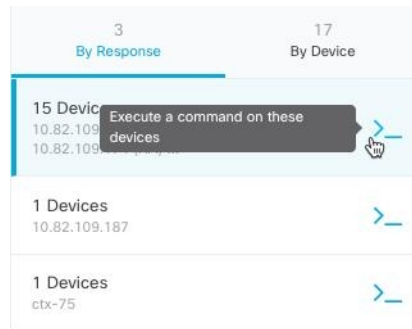 3
By Response
17
By Device
15 Devic
Execute a command on these
devices
10.82.109
10.82.109
1 Devices
10.82.109.187
1 Devices
ctx-75